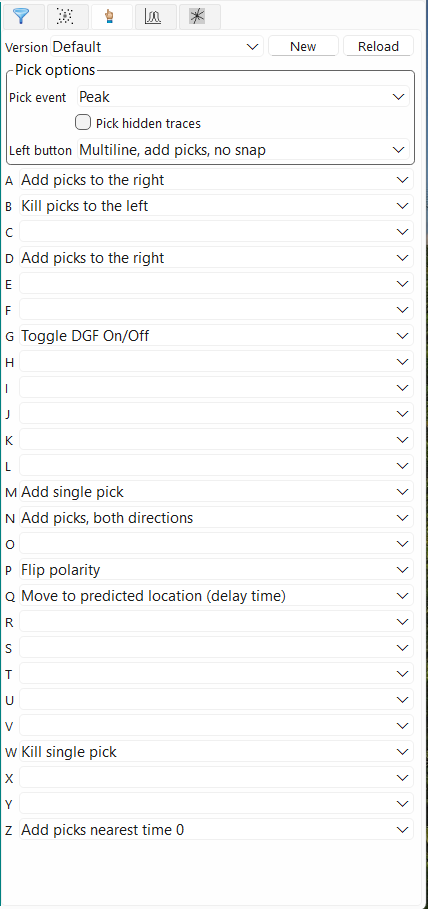 Version Default New Reload
Pick options
Pick event Peak
Pick hidden traces
Left button Multiline, add picks, no snap
A Add picks to the right
B Kill picks to the left
C
D Add picks to the right
E
F
G Toggle DGF On/Off
H
I
J
K
L
M Add single pick
N Add picks, both directions
O
P Flip polarity
Q Move to predicted location (delay time)
R
S
T
U
V
W Kill single pick
X
Y
Z Add picks nearest time 0